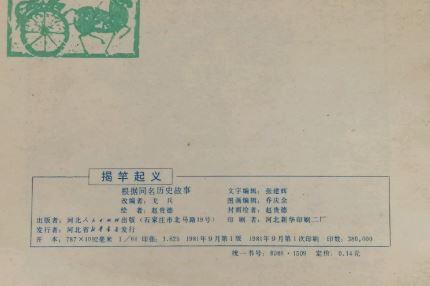 揭竿起义
根据同名历史故事 文字编辑：张建辉
改编者：戈兵 图画编辑：乔庆余
绘者：赵贵德 封面绘者：赵贵德
出版者：河北人民出版社出版（石家庄市北马路19号） 印刷者：河北新华印刷二厂
发行者：河北省新华书店发行
开本：787×1092毫米 1/64 印张：1.625 1981年9月第1版 1981年9月第1次印刷 印数：380,000
统一书号：8086·1509 定价：0.14元